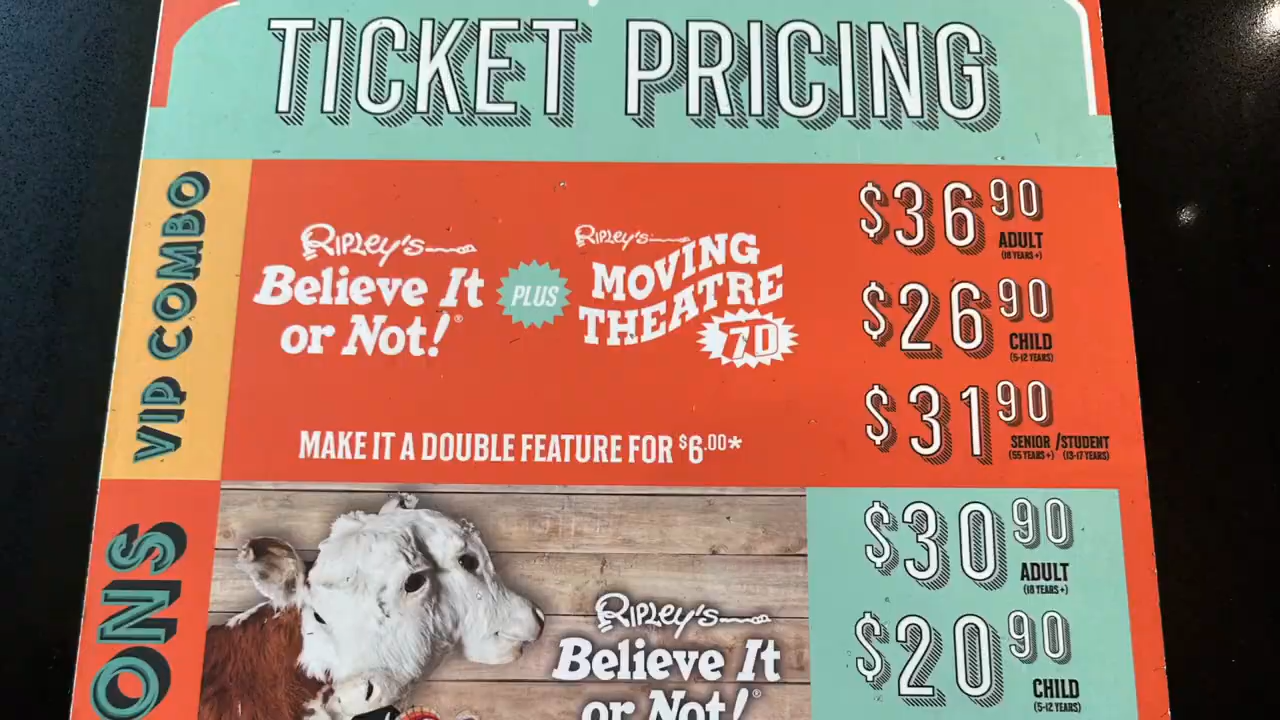 TICKET PRICING
VIP COMBO
RIPLEY'S
Believe It
or Not!®
PLUS
RIPLEY'S
MOVING
THEATRE
7D
MAKE IT A DOUBLE FEATURE FOR $6.00*
$36.90
ADULT
(18 YEARS+)
$26.90
CHILD
(5-12 YEARS)
$31.90
SENIOR / STUDENT
(55 YEARS+) (13-17 YEARS)
ONS
RIPLEY'S
Believe It
or Not!®
$30.90
ADULT
(18 YEARS+)
$20.90
CHILD
(5-12 YEARS)